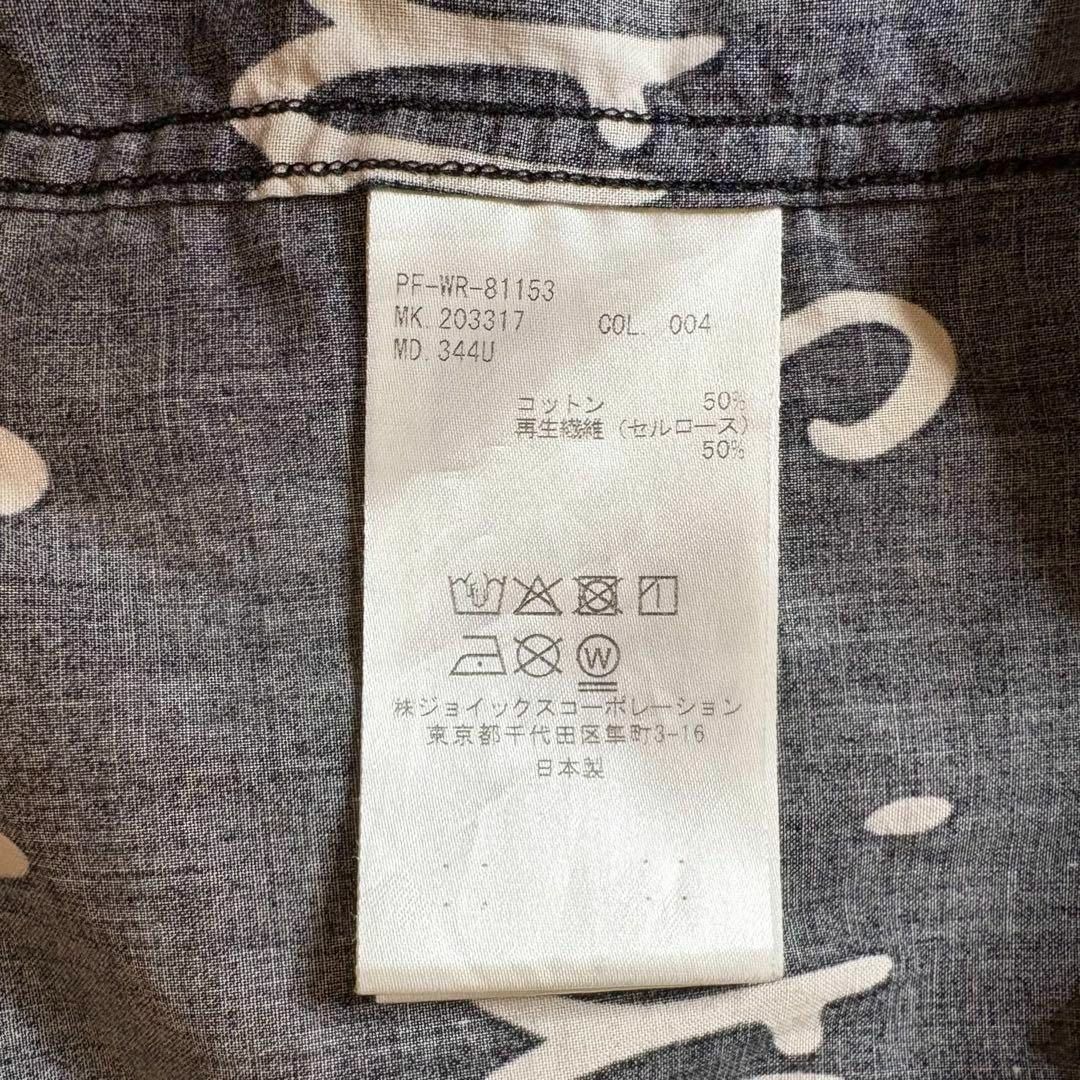 PF-WR-81153
MK. 203317 COL. 004
MD. 344U
コットン 50%
再生繊維（セルロース）
50%
W
㈱ジョイックスコーポレーション
東京都千代田区隼町3-16
日本製